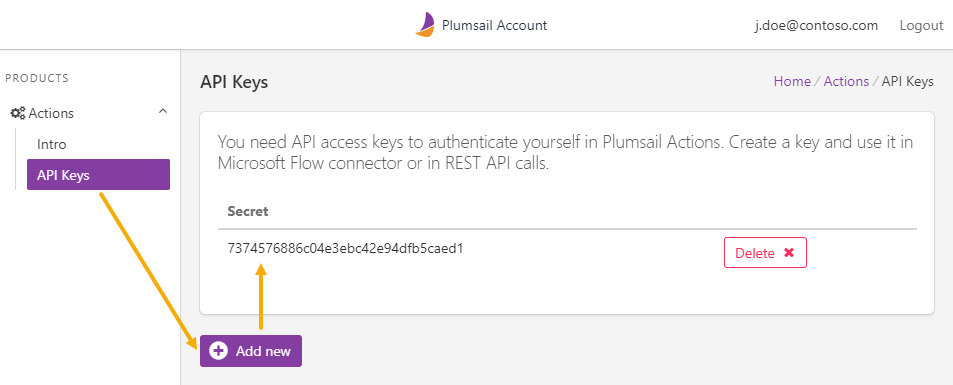 Plumsail Account
j.doe@contoso.com
Logout
PRODUCTS
Actions
Intro
API Keys
API Keys
Home / Actions / API Keys
You need API access keys to authenticate yourself in Plumsail Actions. Create a key and use it in
Microsoft Flow connector or in REST API calls.
Secret
7374576886c04e3ebc42e94dfb5caed1
Delete
Add new